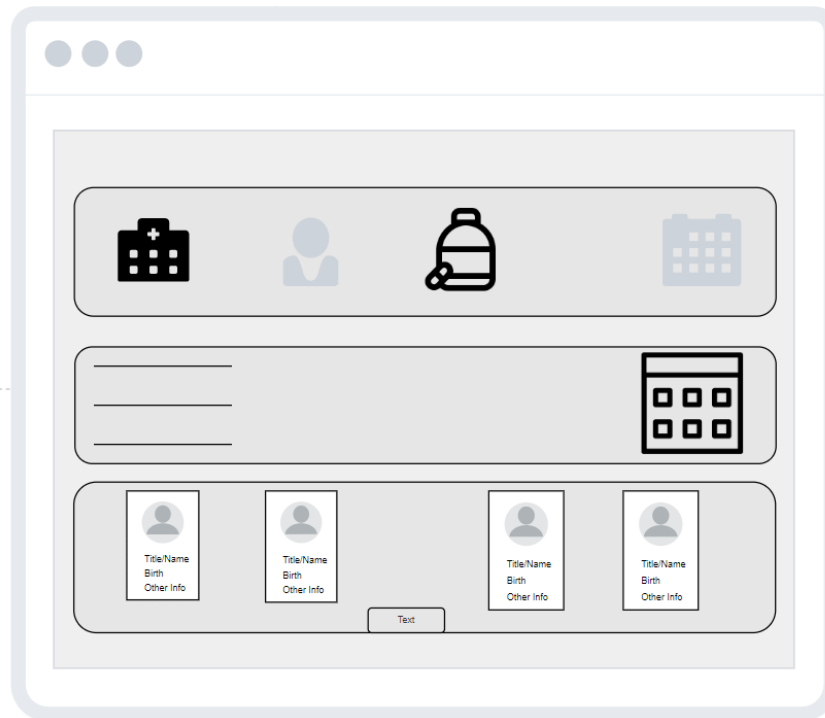 Title/Name
Birth
Other Info
Title/Name
Birth
Other Info
Title/Name
Birth
Other Info
Title/Name
Birth
Other Info
Text